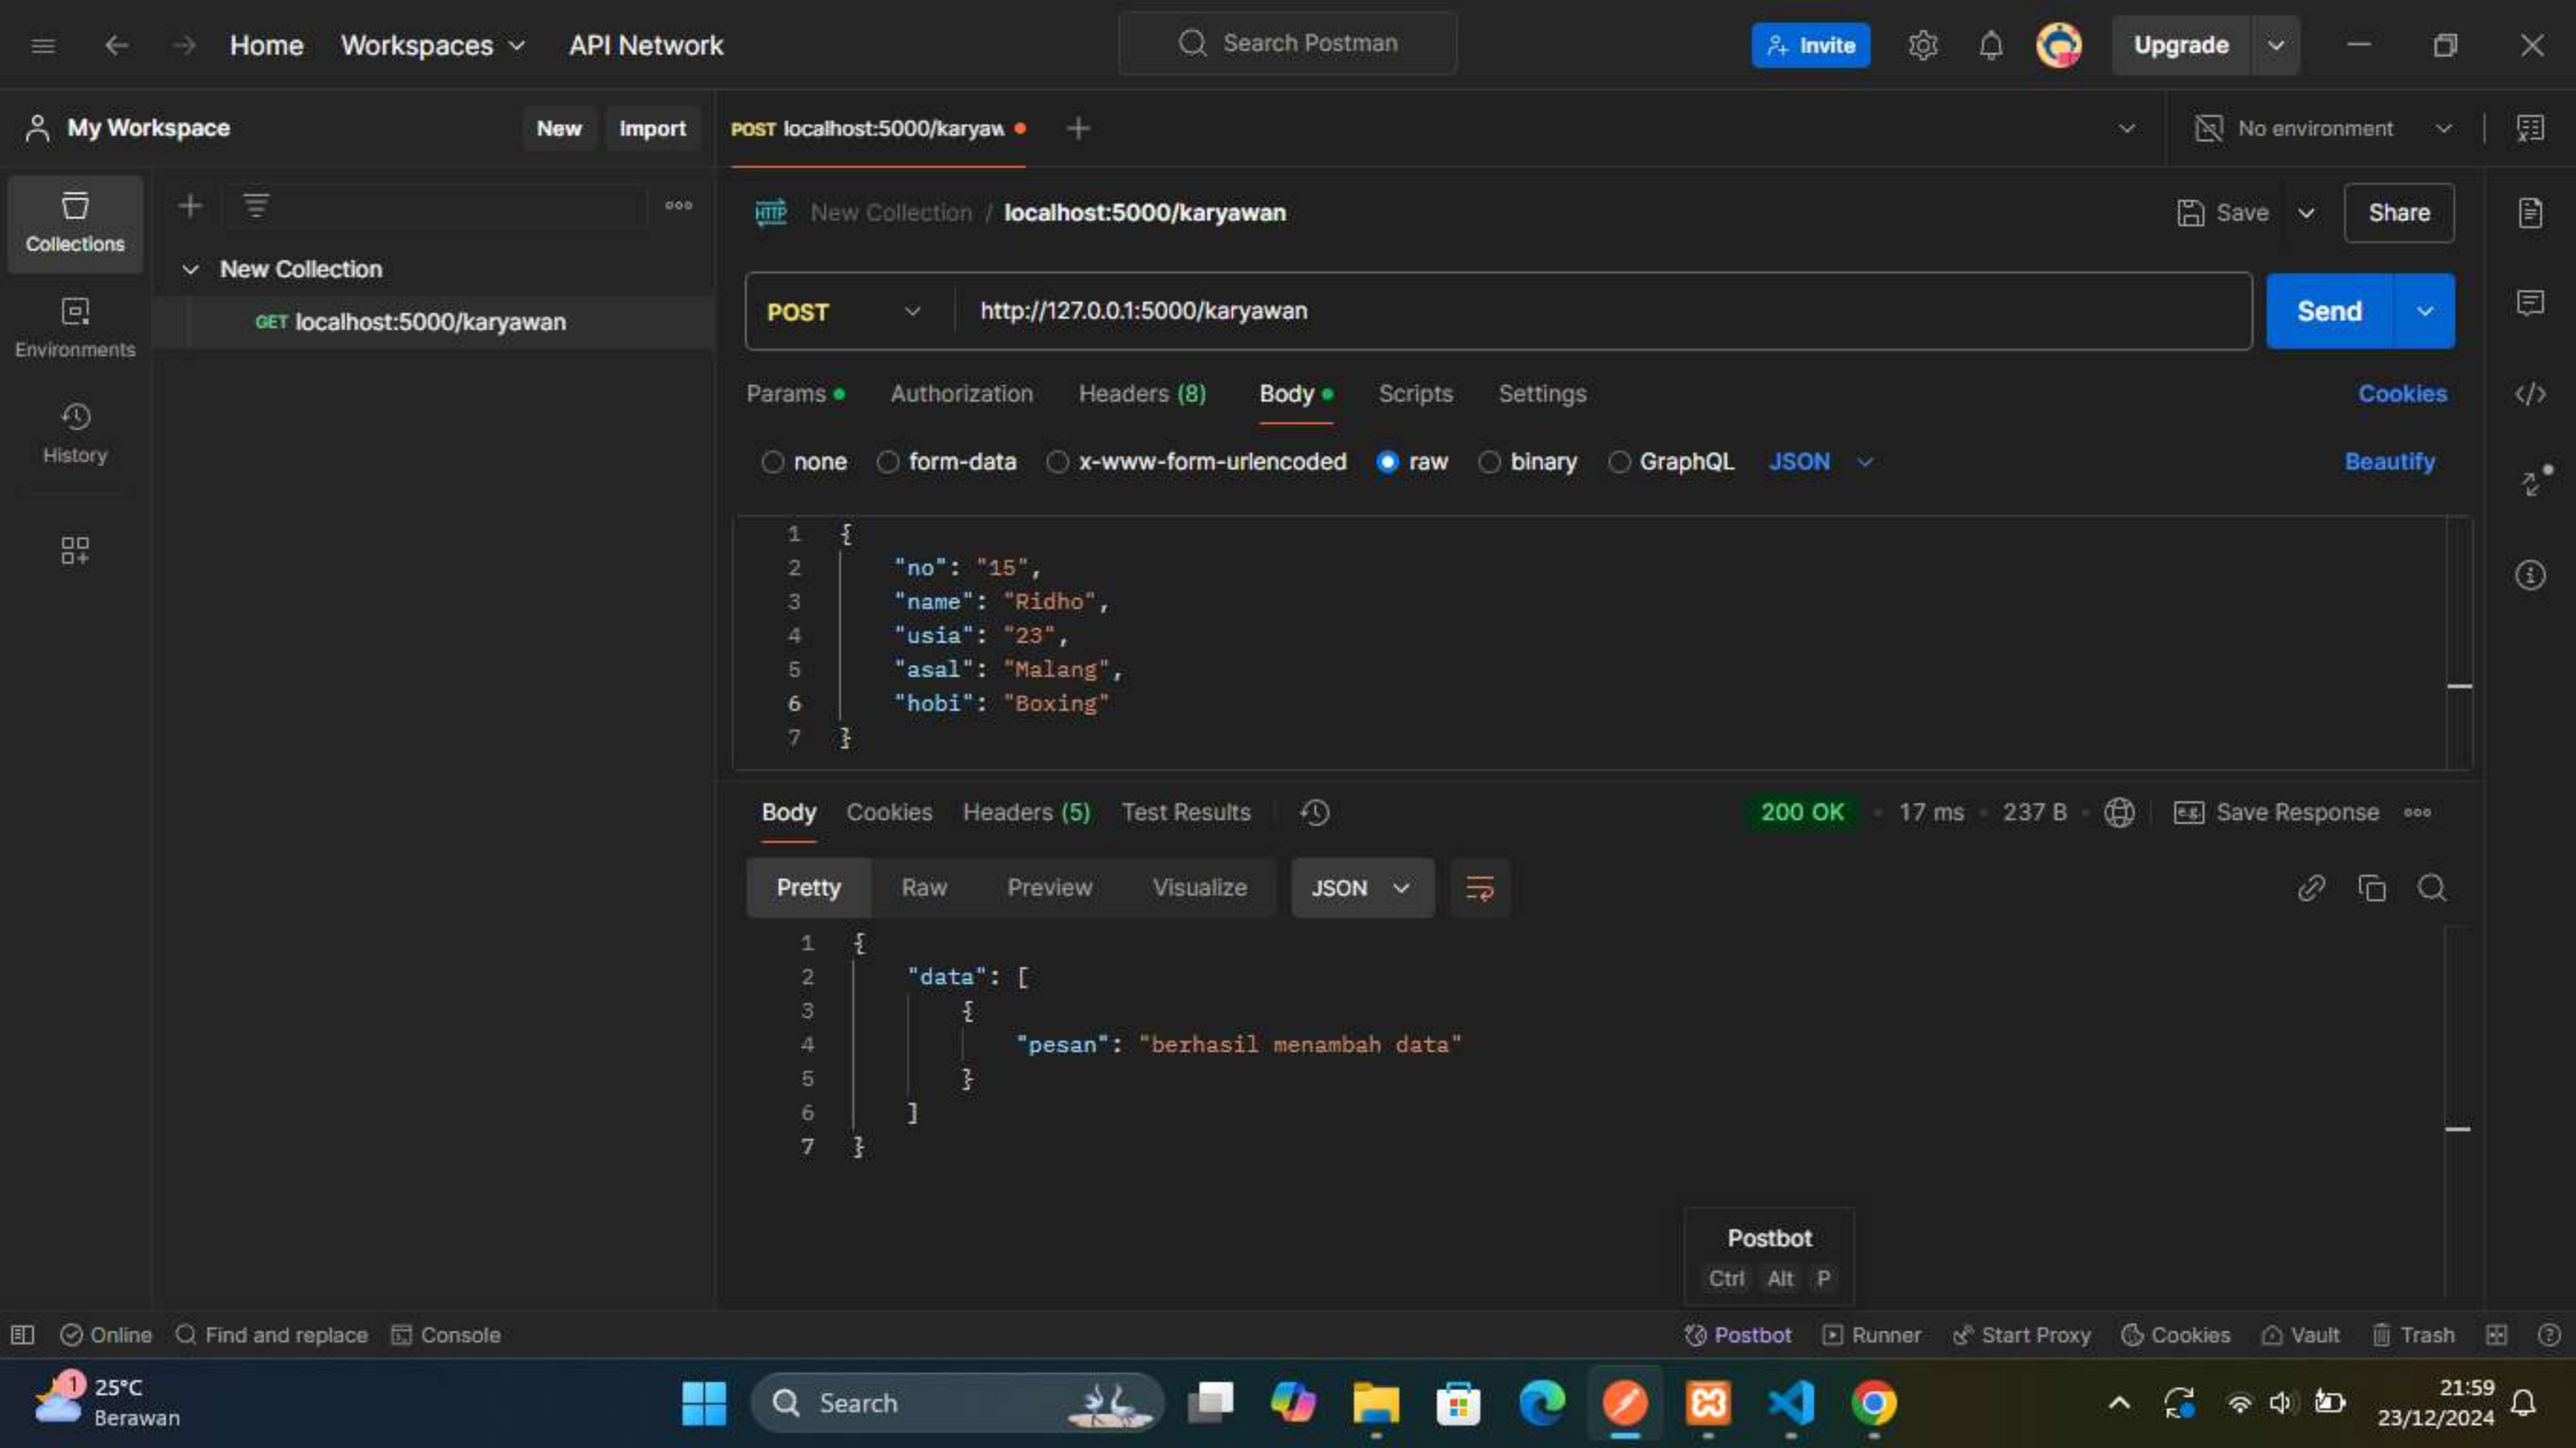 Home Workspaces API Network Search Postman Invite Upgrade
My Workspace New Import POST localhost:5000/karyaw No environment
Collections
Environments
History
New Collection
GET localhost:5000/karyawan
HTTP New Collection / localhost:5000/karyawan Save Share
POST http://127.0.0.1:5000/karyawan Send
Params Authorization Headers (8) Body Scripts Settings Cookies
none form-data x-www-form-urlencoded raw binary GraphQL JSON Beautify
1 {
2 "no": "15",
3 "name": "Ridho",
4 "usia": "23",
5 "asal": "Malang",
6 "hobi": "Boxing"
7 }
Body Cookies Headers (5) Test Results 200 OK 17 ms 237 B e.g. Save Response
Pretty Raw Preview Visualize JSON
1 {
2 "data": [
3 {
4 "pesan": "berhasil menambah data"
5 }
6 ]
7 }
Postbot
Ctrl Alt P
Online Find and replace Console Postbot Runner Start Proxy Cookies Vault Trash
1 25°C
Berawan
Search
21:59
23/12/2024